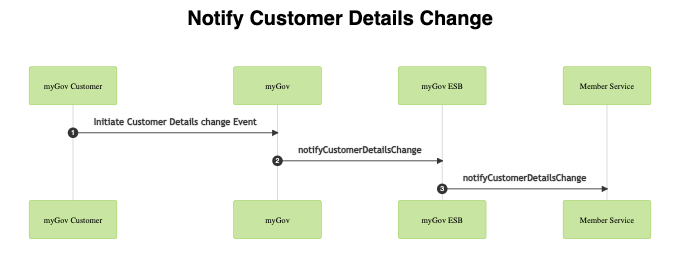 Notify Customer Details Change
myGov Customer
myGov
myGov ESB
Member Service
1
Initiate Customer Details change Event
2
notifyCustomerDetailsChange
3
notifyCustomerDetailsChange
myGov Customer
myGov
myGov ESB
Member Service